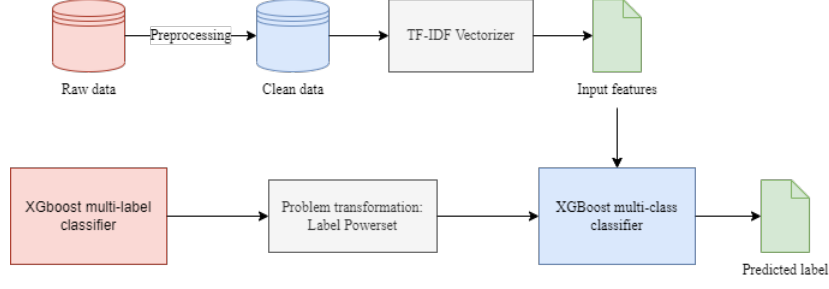 Preprocessing
TF-IDF Vectorizer
Raw data
Clean data
Input features
XGboost multi-label
classifier
Problem transformation:
Label Powerset
XGBoost multi-class
classifier
Predicted label